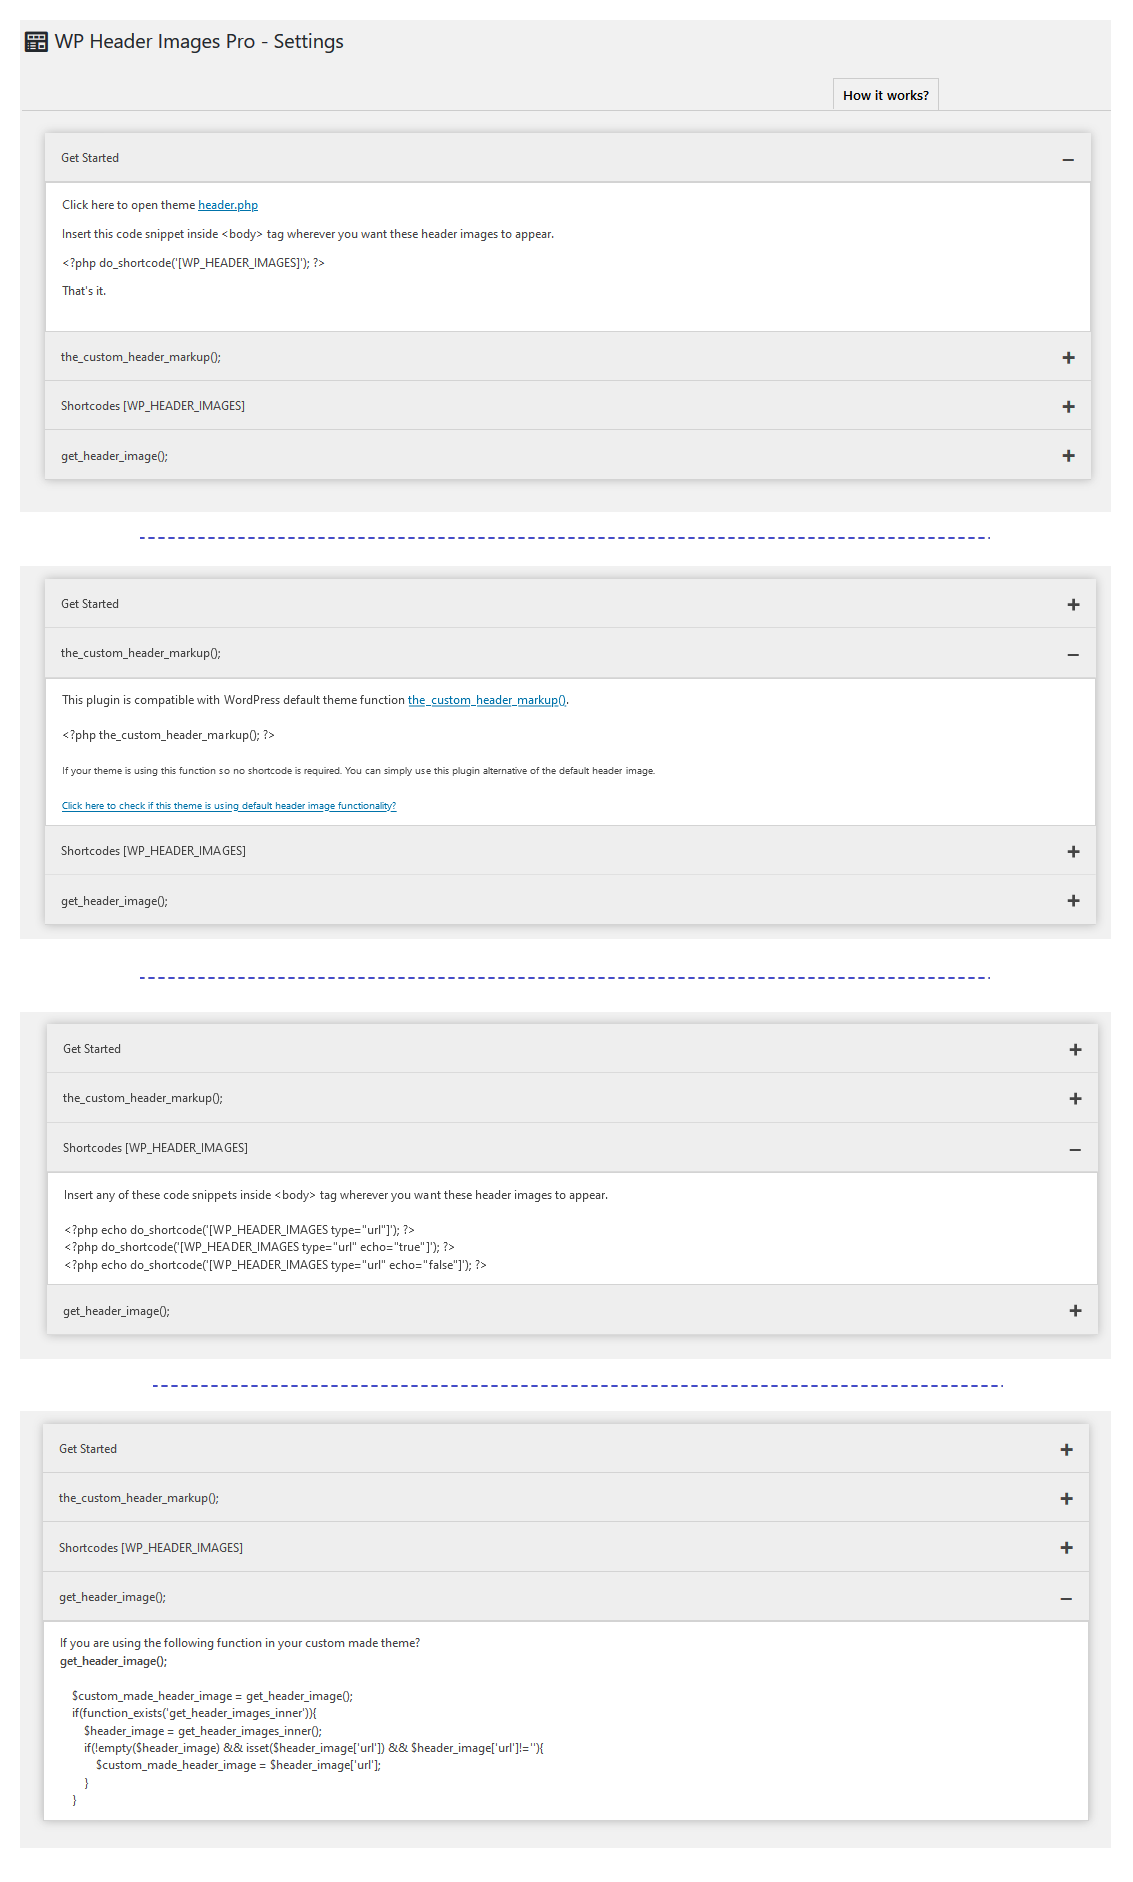 WP Header Images Pro - Settings
How it works?
Get Started
Click here to open theme header.php
Insert this code snippet inside <body> tag wherever you want these header images to appear.
<?php do_shortcode('[WP_HEADER_IMAGES]'); ?>
That's it.
the_custom_header_markup();
Shortcodes [WP_HEADER_IMAGES]
get_header_image();
Get Started
the_custom_header_markup();
This plugin is compatible with WordPress default theme function the_custom_header_markup().
<?php the_custom_header_markup(); ?>
If your theme is using this function so no shortcode is required. You can simply use this plugin alternative of the default header image.
Click here to check if this theme is using default header image functionality?
Shortcodes [WP_HEADER_IMAGES]
get_header_image();
Get Started
the_custom_header_markup();
Shortcodes [WP_HEADER_IMAGES]
Insert any of these code snippets inside <body> tag wherever you want these header images to appear.
<?php echo do_shortcode('[WP_HEADER_IMAGES type="url"]'); ?>
<?php do_shortcode('[WP_HEADER_IMAGES type="url" echo="true"]'); ?>
<?php echo do_shortcode('[WP_HEADER_IMAGES type="url" echo="false"]'); ?>
get_header_image();
Get Started
the_custom_header_markup();
Shortcodes [WP_HEADER_IMAGES]
get_header_image();
If you are using the following function in your custom made theme?
get_header_image();
$custom_made_header_image = get_header_image();
if(function_exists('get_header_images_inner')){
$header_image = get_header_images_inner();
if(!empty($header_image) && isset($header_image['url']) && $header_image['url']!=''){
$custom_made_header_image = $header_image['url'];
}
}